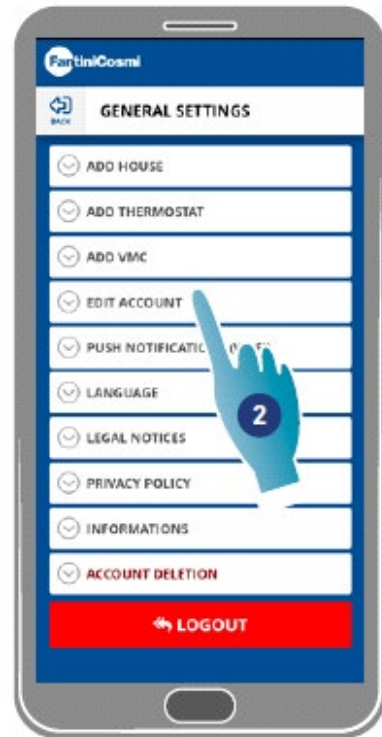 FantiniCosmi
BACK
GENERAL SETTINGS
ADD HOUSE
ADD THERMOSTAT
ADD VMC
EDIT ACCOUNT
PUSH
LANGUAGE
2
LEGAL NOTICES
PRIVACY POLICY
INFORMATIONS
ACCOUNT DELETION
LOGOUT